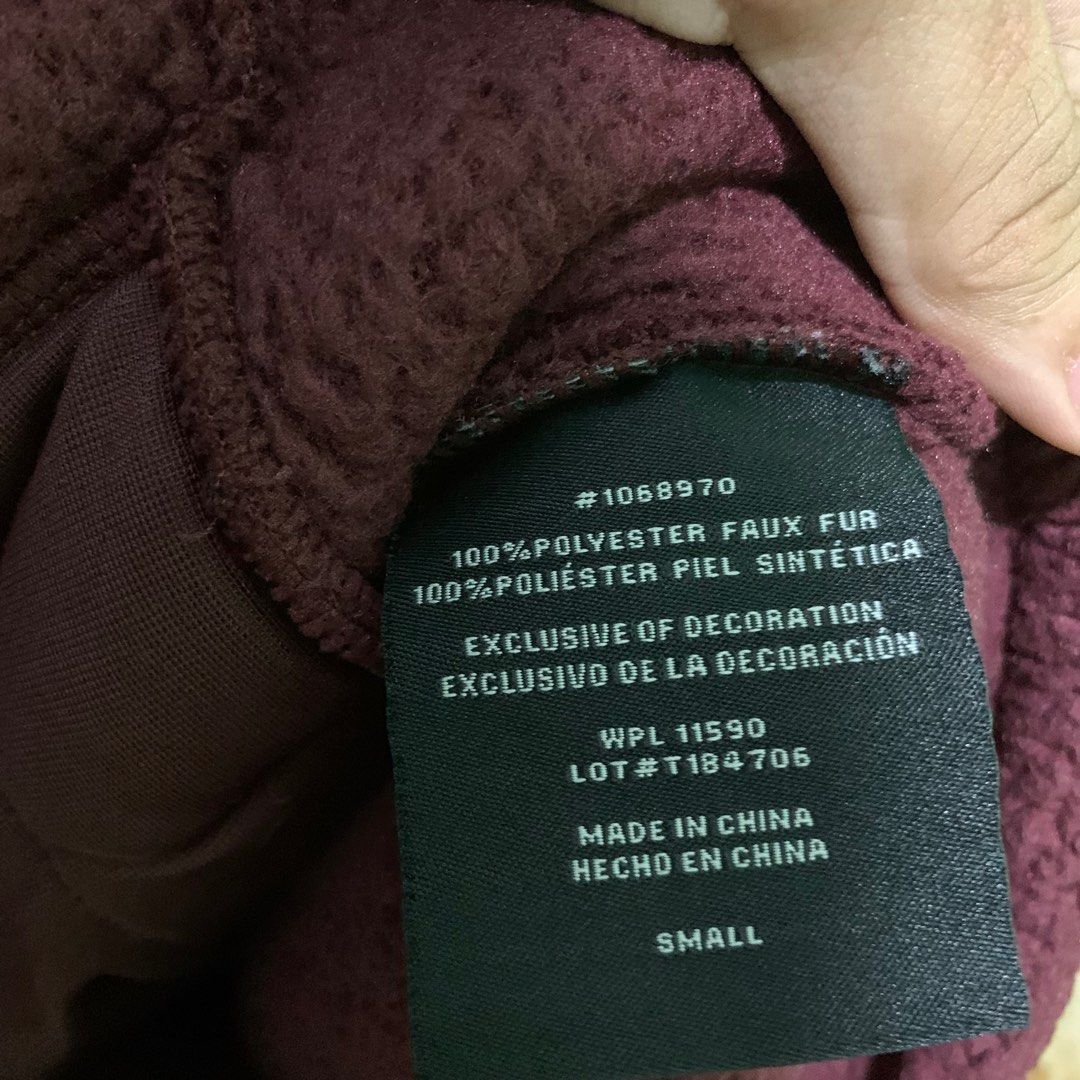 #1068970
100%POLYESTER FAUX FUR
100%POLIÉSTER PIEL SINTÉTICA
EXCLUSIVE OF DECORATION
EXCLUSIVO DE LA DECORACIÓN
WPL 11590
LOT#T184706
MADE IN CHINA
HECHO EN CHINA
SMALL